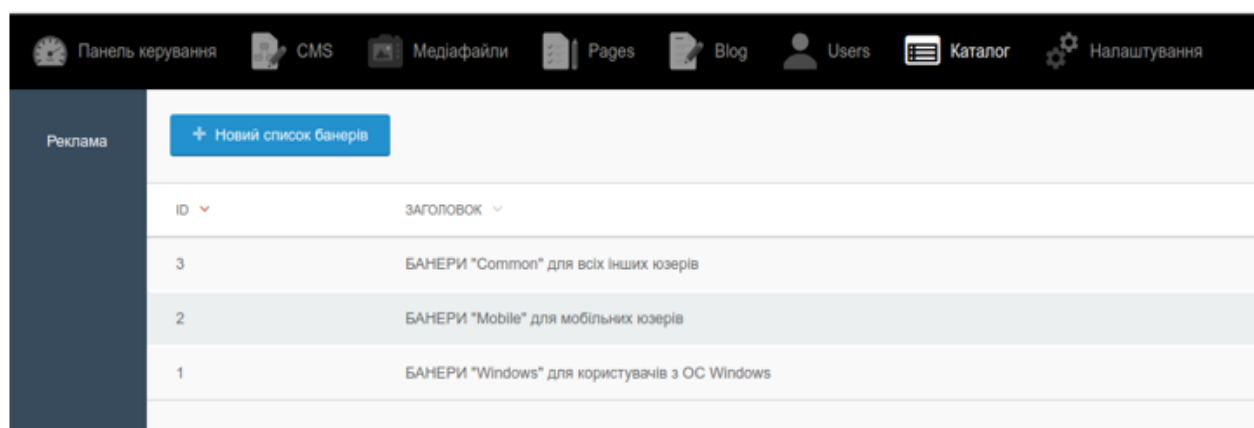 Панель керування CMS Медіафайли Pages Blog Users Каталог Налаштування
Реклама
+ Новий список банерів
ID ЗАГОЛОВОК
3 БАНЕРИ "Common" для всіх інших юзерів
2 БАНЕРИ "Mobile" для мобільних юзерів
1 БАНЕРИ "Windows" для користувачів з ОС Windows